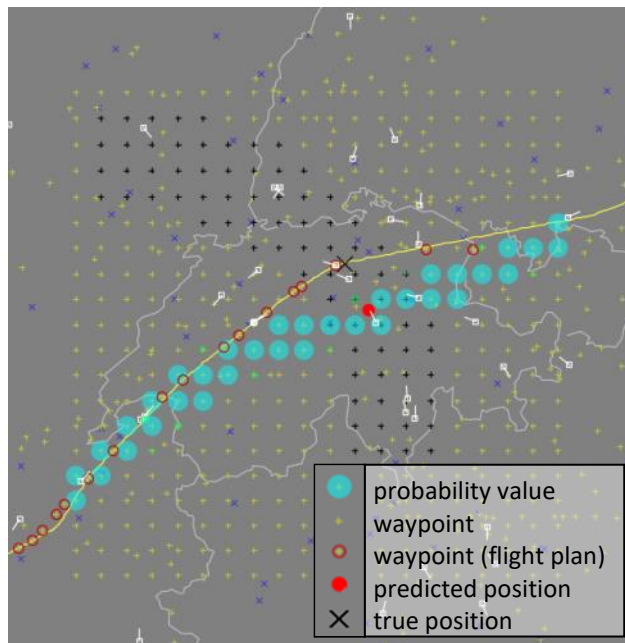 probability value
waypoint
waypoint (flight plan)
predicted position
true position